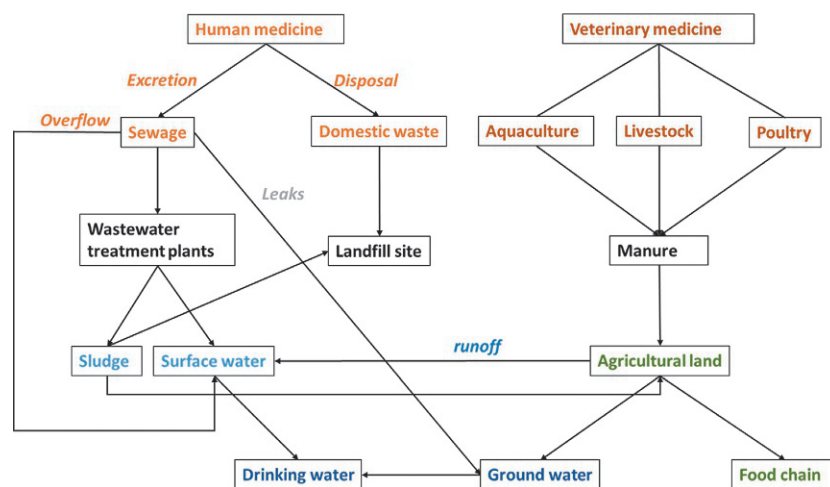 Human medicine
Veterinary medicine
Excretion
Disposal
Overflow
Sewage
Domestic waste
Aquaculture
Livestock
Poultry
Leaks
Wastewater
treatment plants
Landfill site
Manure
runoff
Sludge
Surface water
Agricultural land
Drinking water
Ground water
Food chain